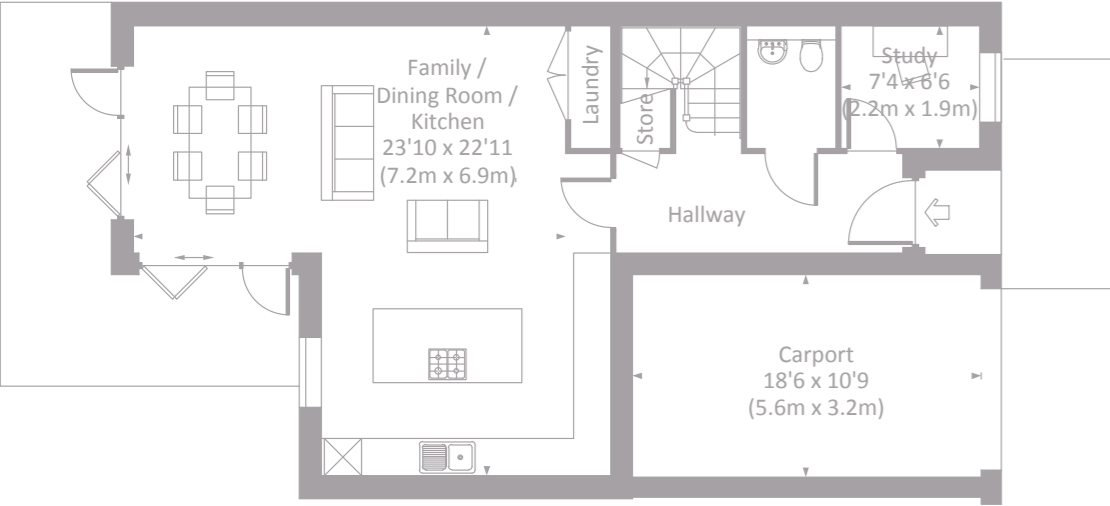 Family /
Dining Room /
Kitchen
23'10 x 22'11
(7.2m x 6.9m)
Laundry
Store
Study
7'4 x 6'6
(2.2m x 1.9m)
Hallway
Carport
18'6 x 10'9
(5.6m x 3.2m)